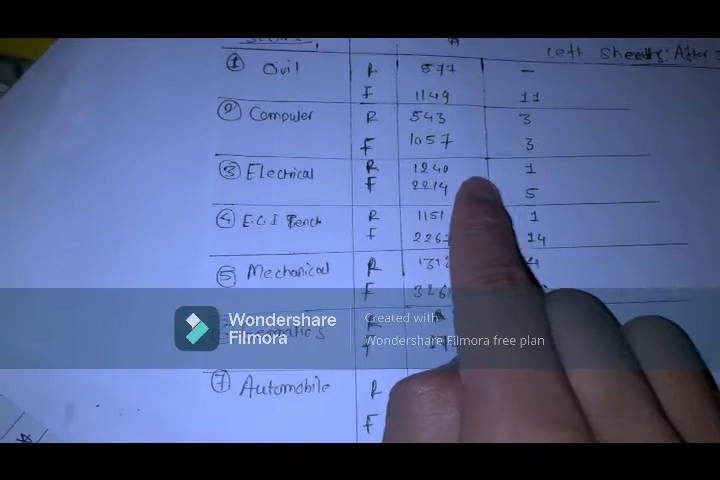 Left Sheets: After
① Civil R 577 -
F 1149 11
② Computer R 543 3
F 1057 3
③ Electrical R 1240 1
F 2214 5
④ E.C.I Bench R 1151 1
F 14
⑤ Mechanical R
F
R
F
⑦ Automobile R
F
Wondershare
Filmora
Created with
Wondershare Filmora free plan